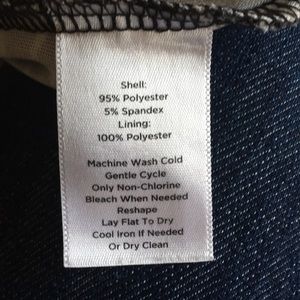 Shell:
95% Polyester
5% Spandex
Lining:
100% Polyester
Machine Wash Cold
Gentle Cycle
Only Non-Chlorine
Bleach When Needed
Reshape
Lay Flat To Dry
Cool Iron If Needed
Or Dry Clean